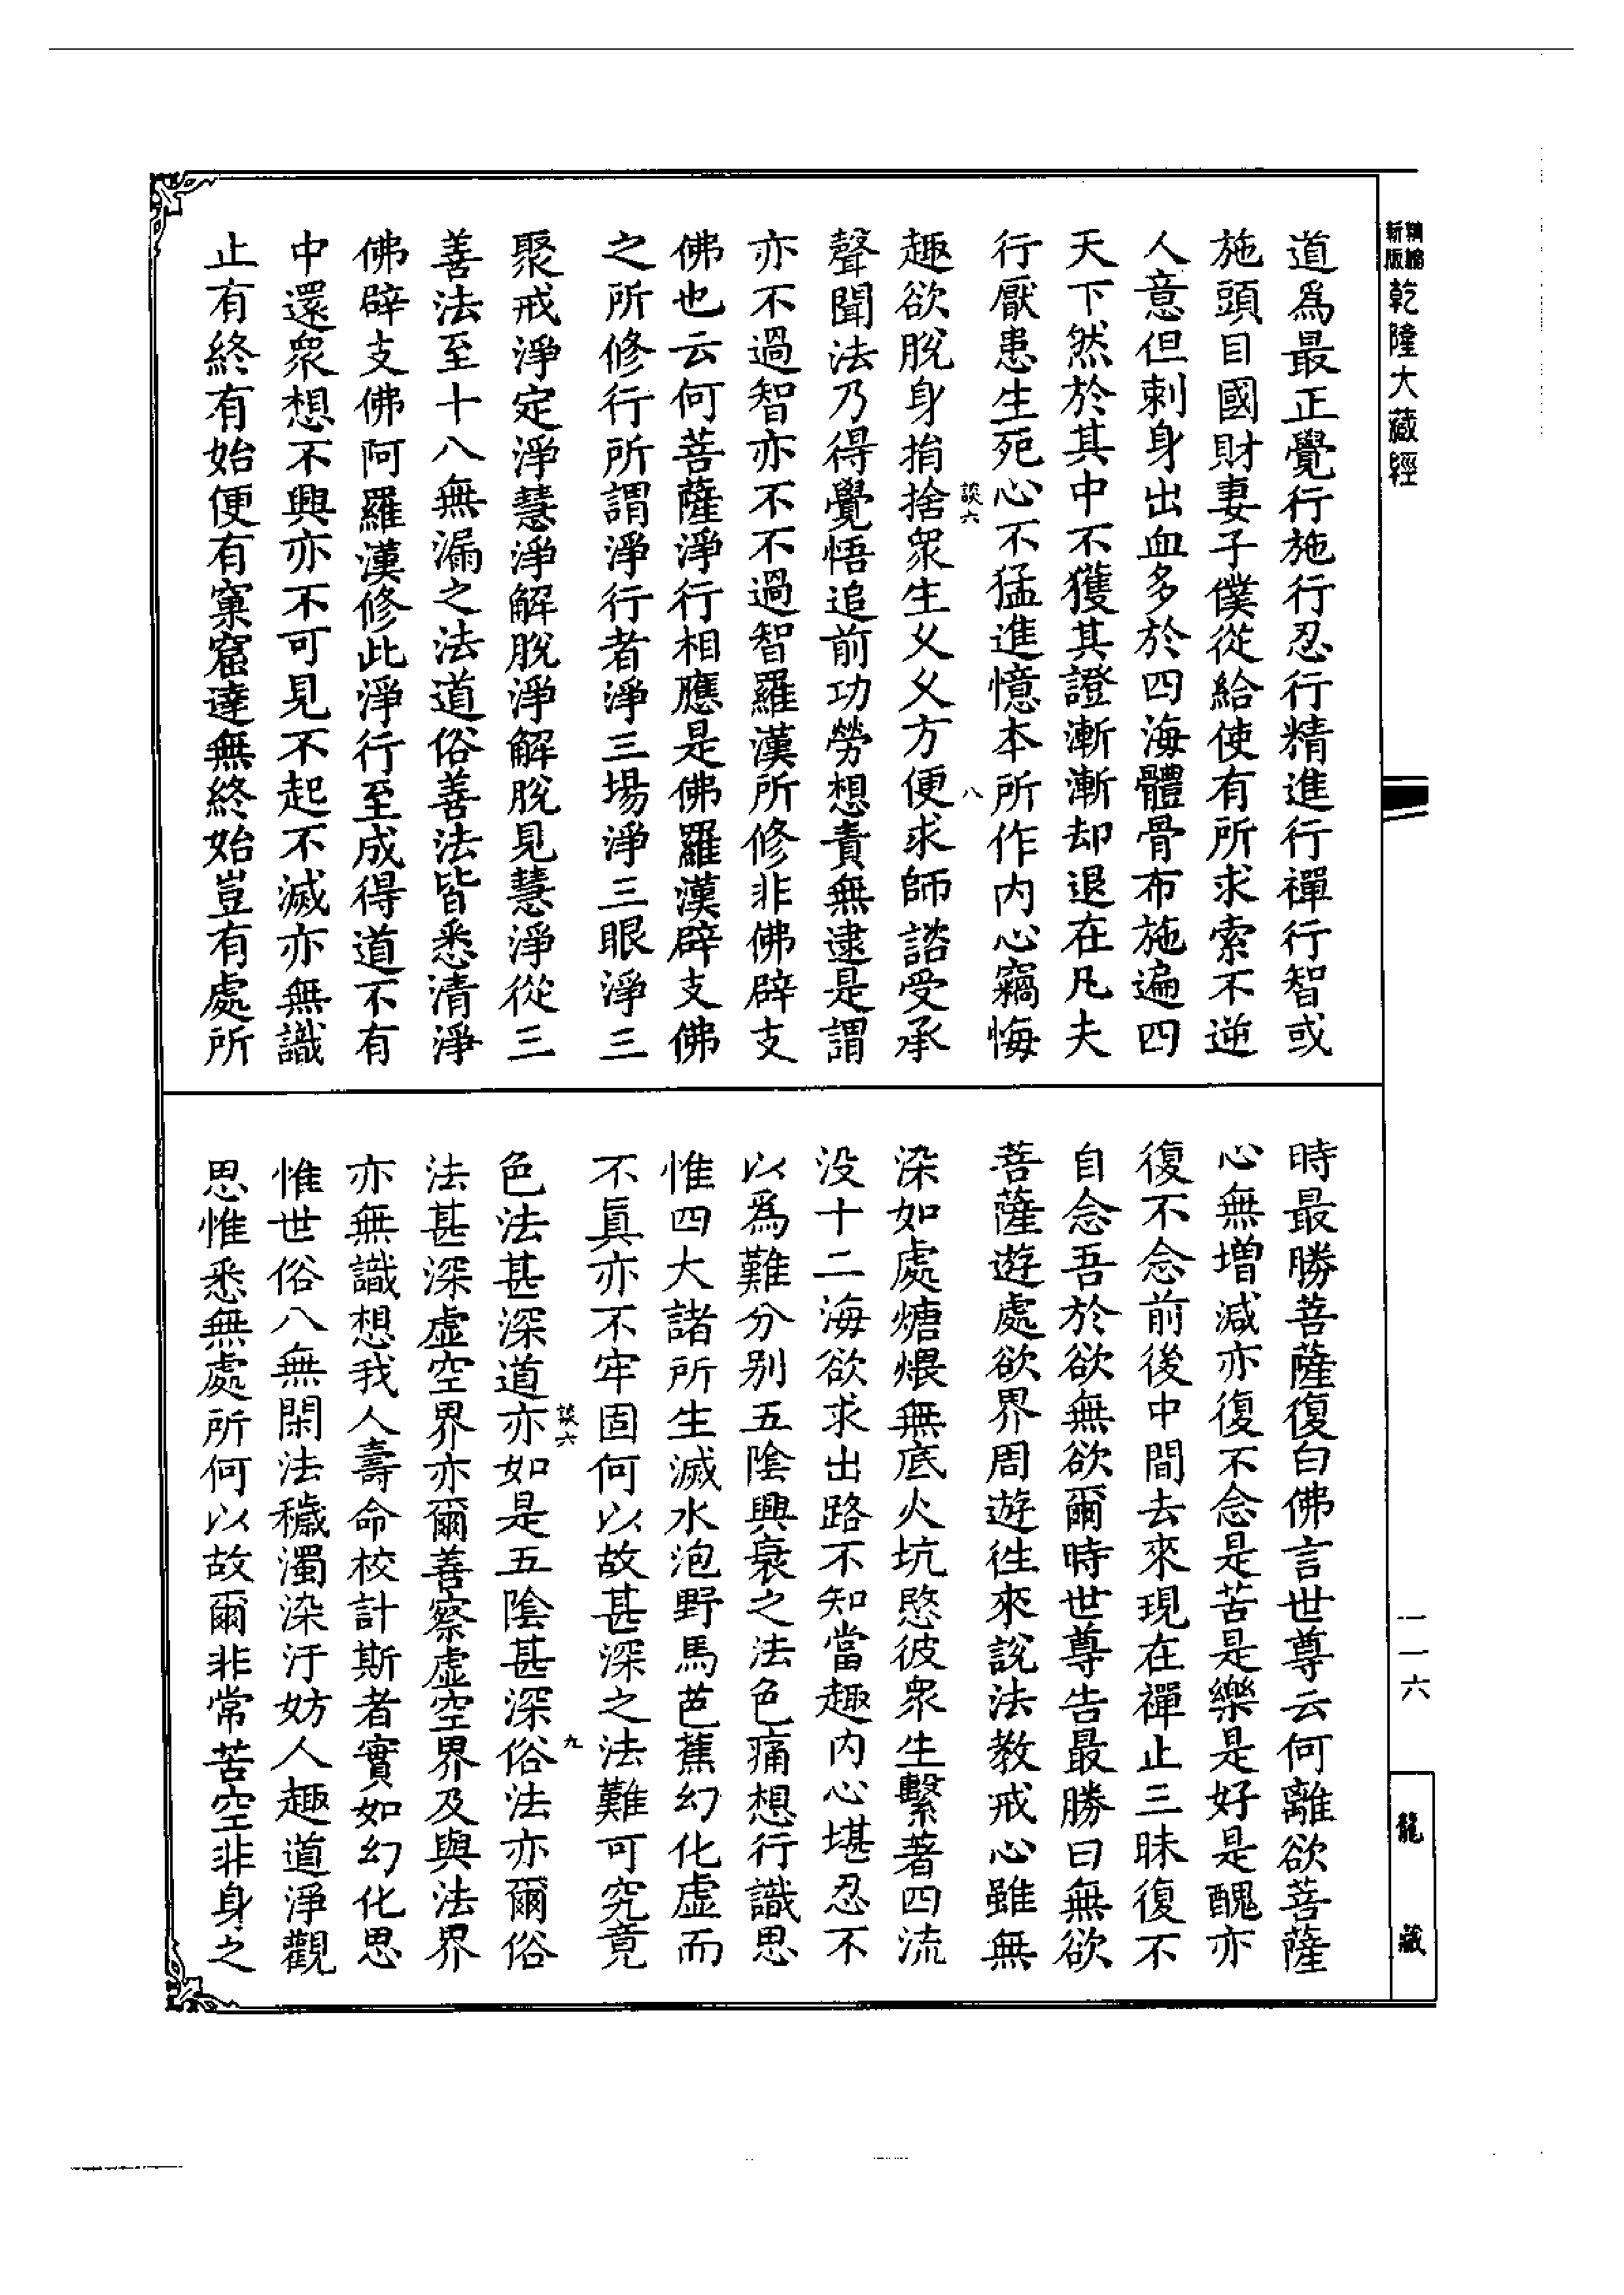 新版
精縮
乾隆大藏經
道爲最正覺行施行忍行精進行禪行智或
施頭目國財妻子僕從給使有所求索不逆
人意但刺身出血多於四海體骨布施遍四
天下然於其中不獲其證漸漸却退在凡夫
行厭患生死心不猛進憶本所作内心竊悔
談六
八
趣欲脫身捐捨衆生乂乂方便求師諮受承
聲聞法乃得覺悟追前功勞想責無逮是謂
亦不過智亦不不過智羅漢所修非佛辟支
佛也云何菩薩淨行相應是佛羅漢辟支佛
之所修行所謂淨行者淨三場淨三眼淨三
聚戒淨定淨慧淨解脫淨解脫見慧淨從三
善法至十八無漏之法道俗善法皆悉清淨
佛辟支佛阿羅漢修此淨行至成得道不有
中還衆想不興亦不可見不起不滅亦無識
止有終有始便有窠窟達無終始豈有處所
時最勝菩薩復白佛言世尊云何離欲菩薩
心無增減亦復不念是苦是樂是好是醜亦
復不念前後中間去來現在禪止三昧復不
自念吾於欲無欲爾時世尊告最勝曰無欲
菩薩遊處欲界周遊徃來說法教戒心雖無
染如處煻煨無底火坑愍彼衆生繫著四流
没十二海欲求出路不知當趣内心堪忍不
以爲難分别五陰興衰之法色痛想行識思
惟四大諸所生滅水泡野馬芭蕉幻化虛而
不眞亦不牢固何以故甚深之法難可究竟
談六
九
色法甚深道亦如是五陰甚深俗法亦爾俗
法甚深虛空界亦爾善察虛空界及與法界
亦無識想我人壽命校計斯者實如幻化思
惟世俗八無閑法穢濁染汙妨人趣道淨觀
思惟悉無處所何以故爾非常苦空非身之
一一六
龍藏